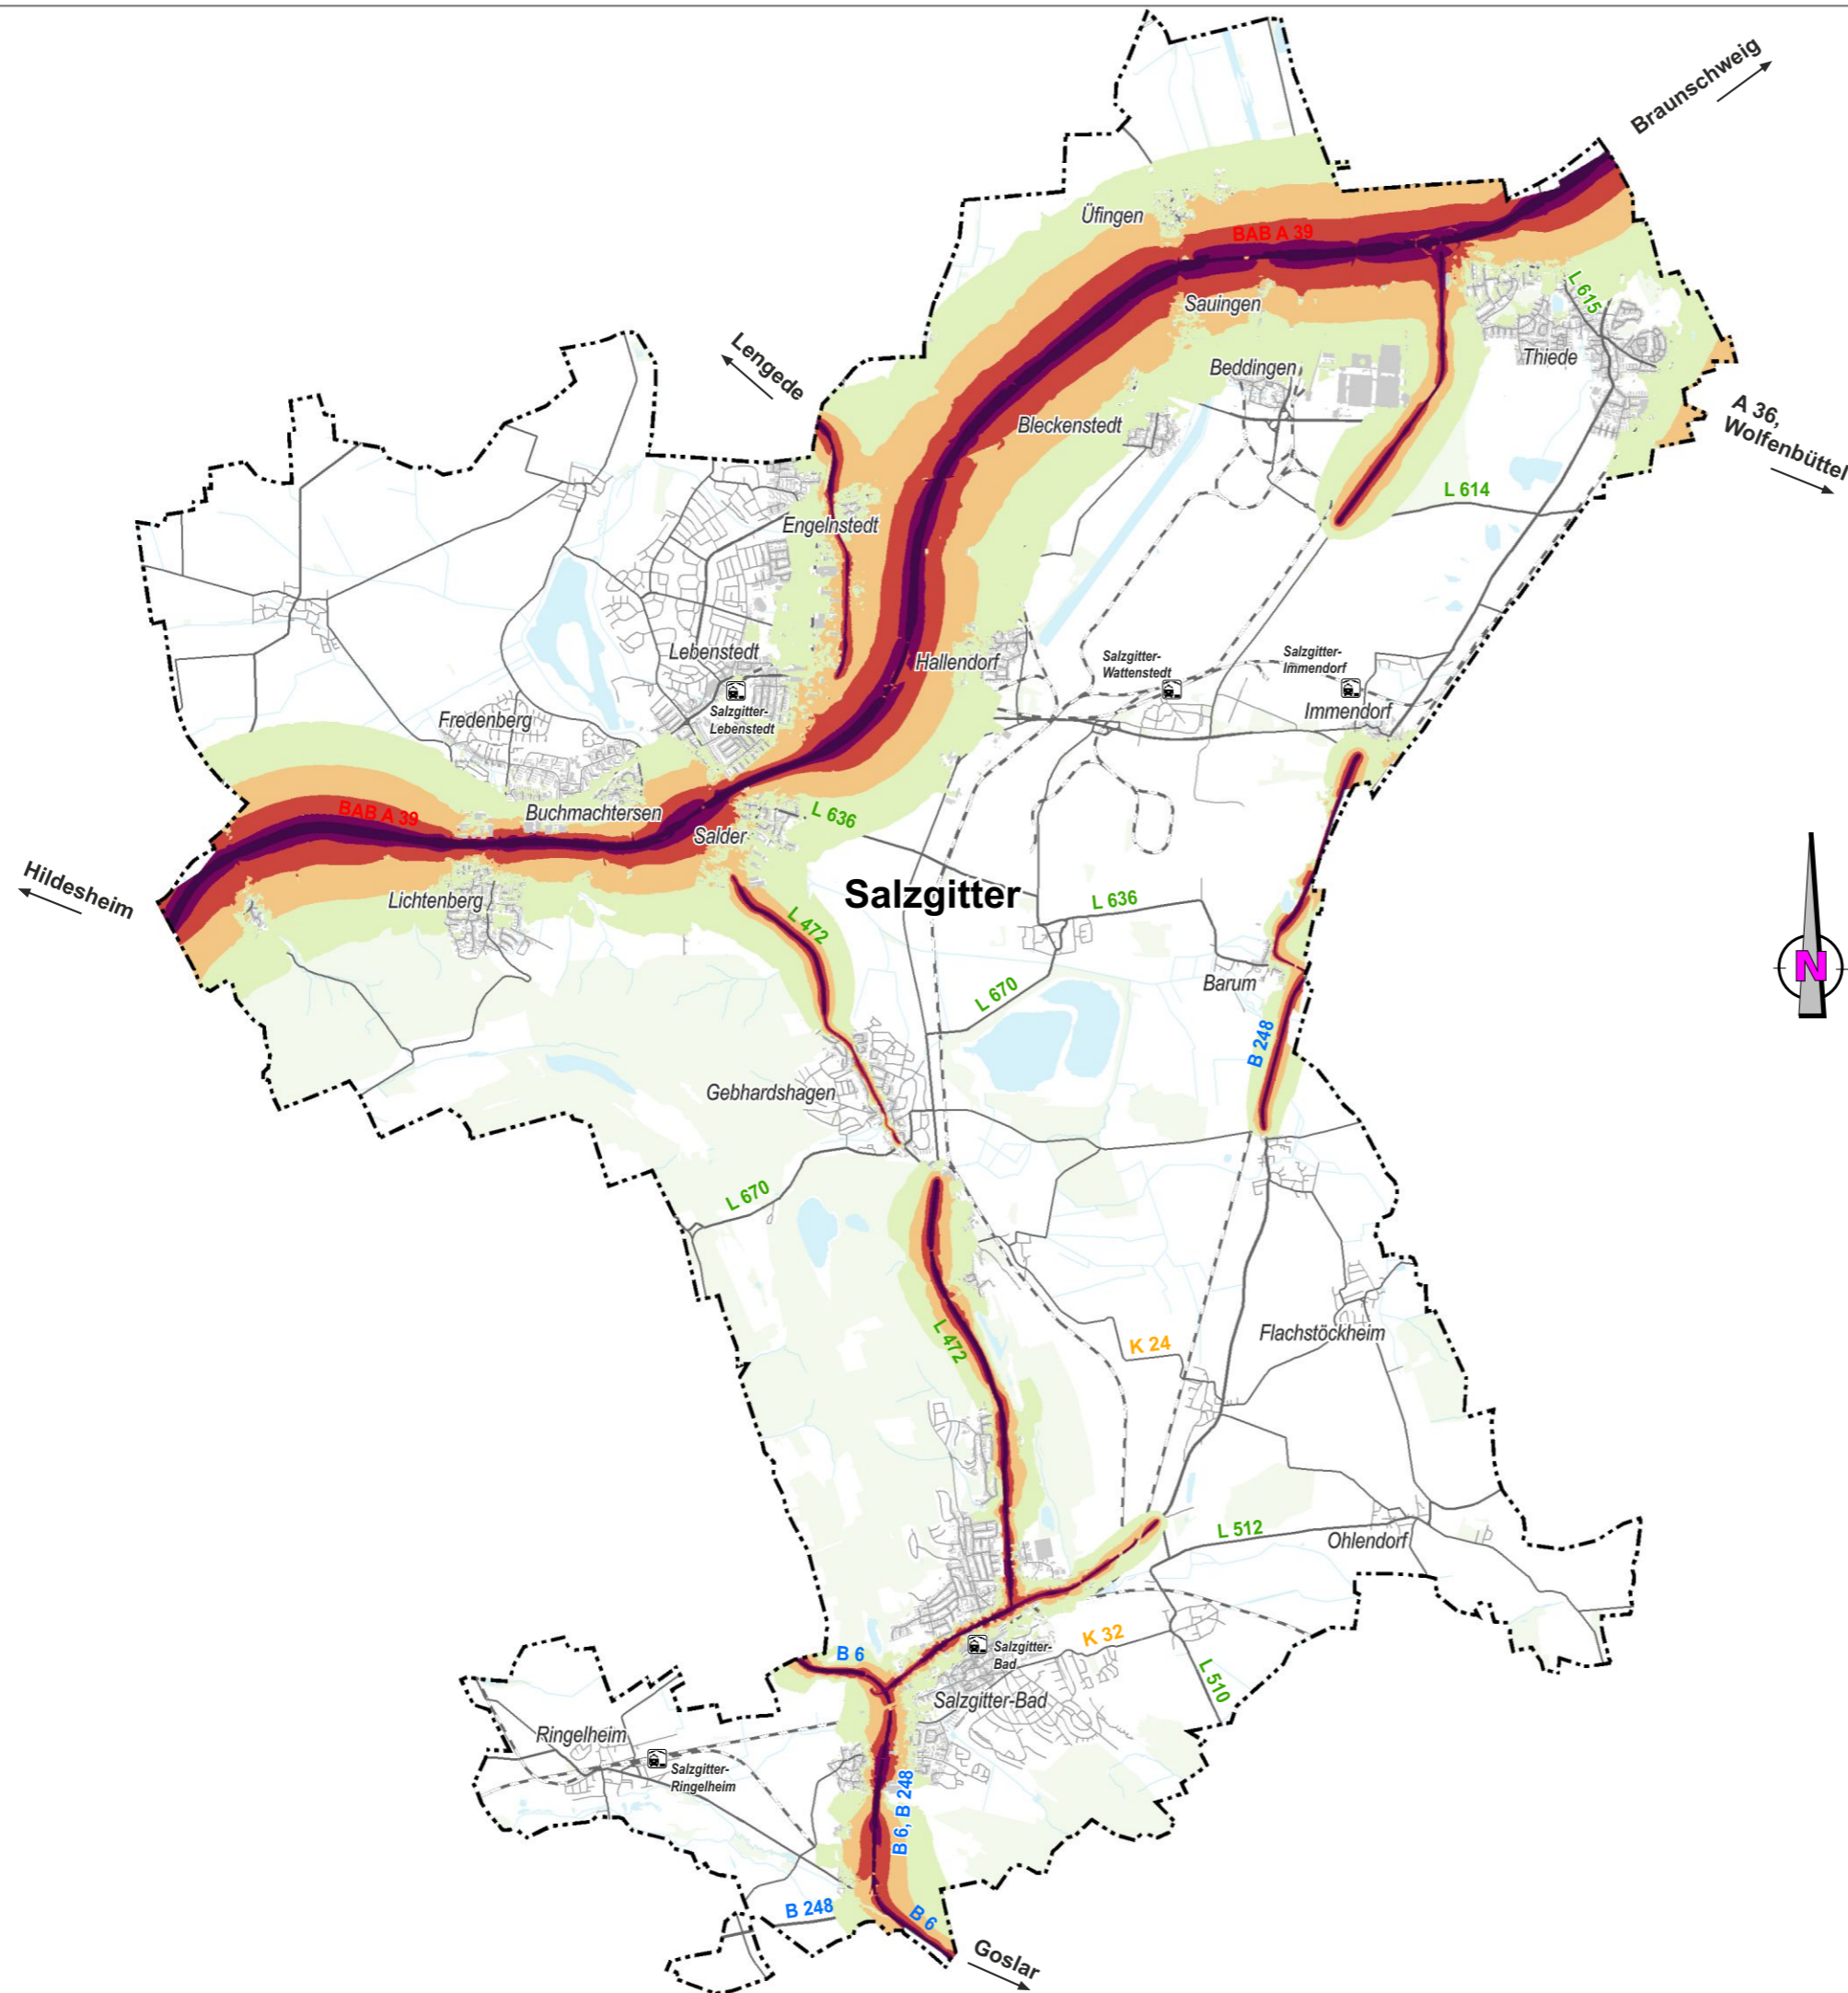 Braunschweig
Üfingen
BAB A 39
Sauingen
L 615
Lengede
Thiede
Beddingen
A 36,
Wolfenbüttel
Bleckenstedt
L 614
Engelnstedt
Lebenstedt
Hallendorf
Salzgitter-
Wattenstedt
Salzgitter-
Immendorf
Immendorf
Salzgitter-
Lebenstedt
Fredenberg
BAB A 39
Buchmachtersen
L 636
Salder
Hildesheim
Lichtenberg
Salzgitter
L 636
L 472
N
Barum
L 670
B 248
Gebhardshagen
L 670
L 472
K 24
Flachstöckheim
L 512
Ohlendorf
K 32
B 6
Salzgitter-
Bad
L 510
Salzgitter-Bad
Ringelheim
Salzgitter-
Ringelheim
B 6, B 248
B 248
B 6
Goslar